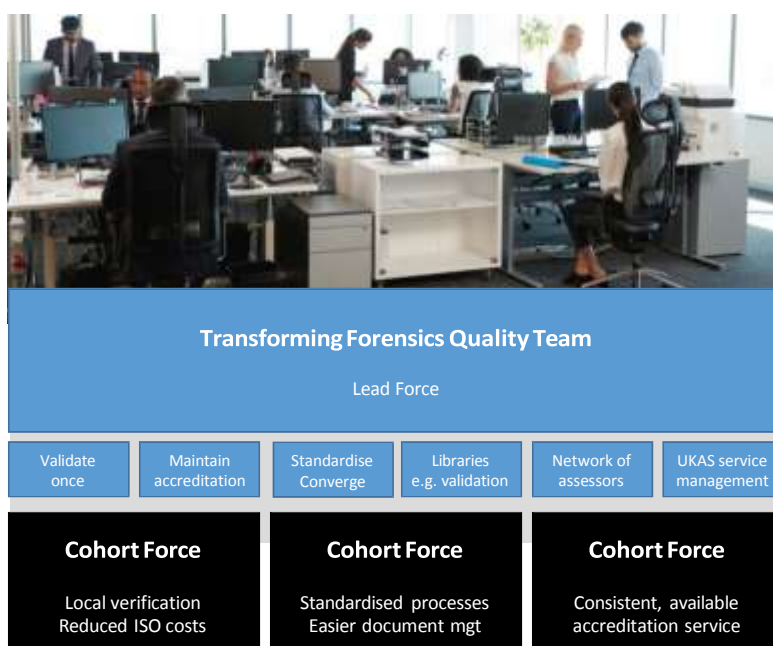 Transforming Forensics Quality Team
Lead Force
Validate
once
Maintain
accreditation
Standardise
Converge
Libraries
e.g. validation
Network of
assessors
UKAS service
management
Cohort Force
Local verification
Reduced ISO costs
Cohort Force
Standardised processes
Easier document mgt
Cohort Force
Consistent, available
accreditation service